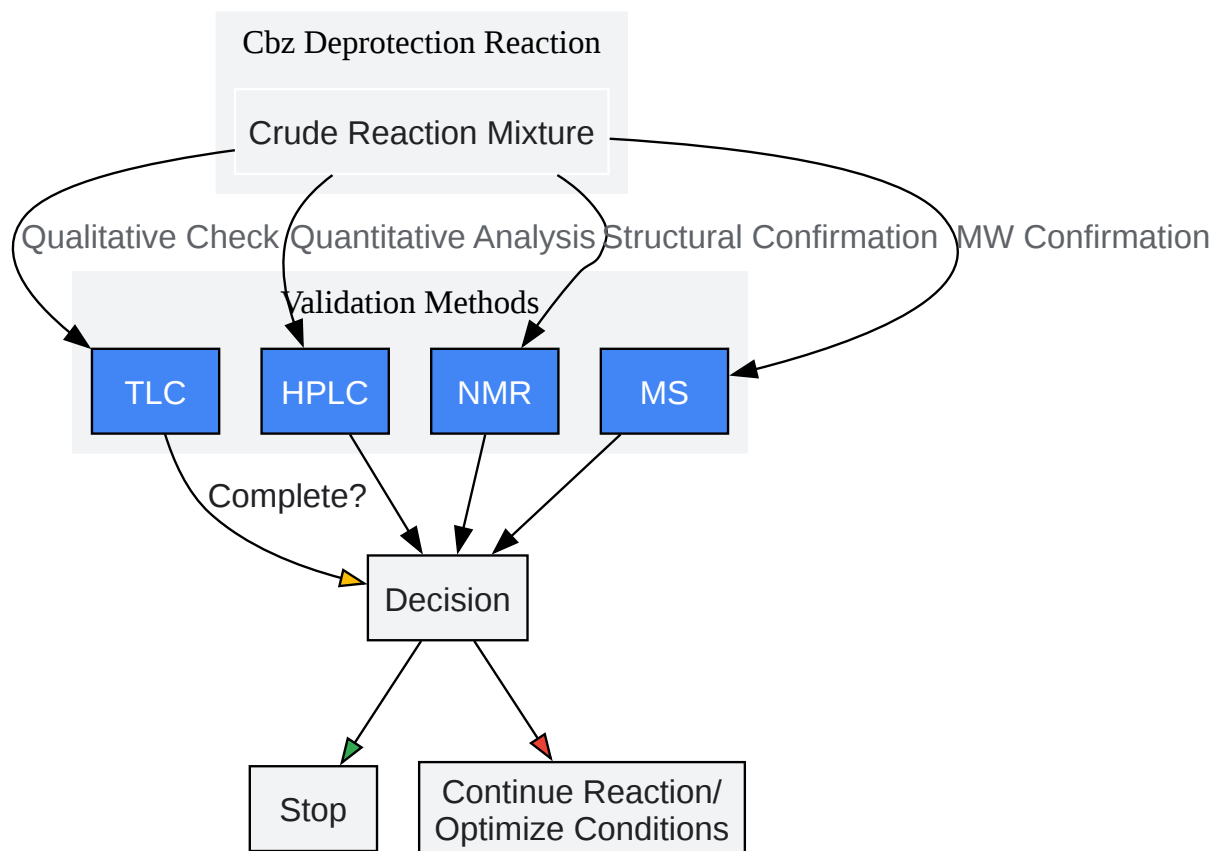 Cbz Deprotection Reaction
Crude Reaction Mixture
Qualitative Check
Quantitative Analysis
Structural Confirmation
MW Confirmation
Validation Methods
TLC
HPLC
NMR
MS
Complete?
Decision
Stop
Continue Reaction/
Optimize Conditions